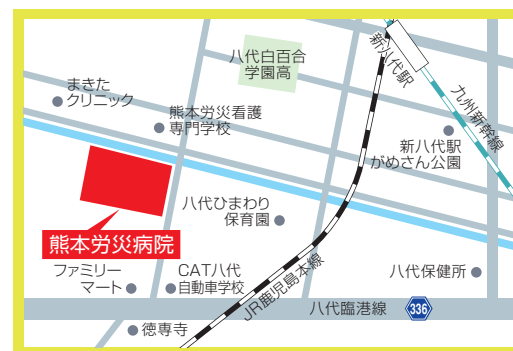 八代白百合
学園高
新八代駅
九州新幹線
まきた
クリニック
熊本労災看護
専門学校
新八代駅
がめさん公園
八代ひまわり
保育園
熊本労災病院
ファミリー
マート
CAT八代
自動車学校
JR鹿児島本線
八代保健所
八代臨港線
336
徳専寺